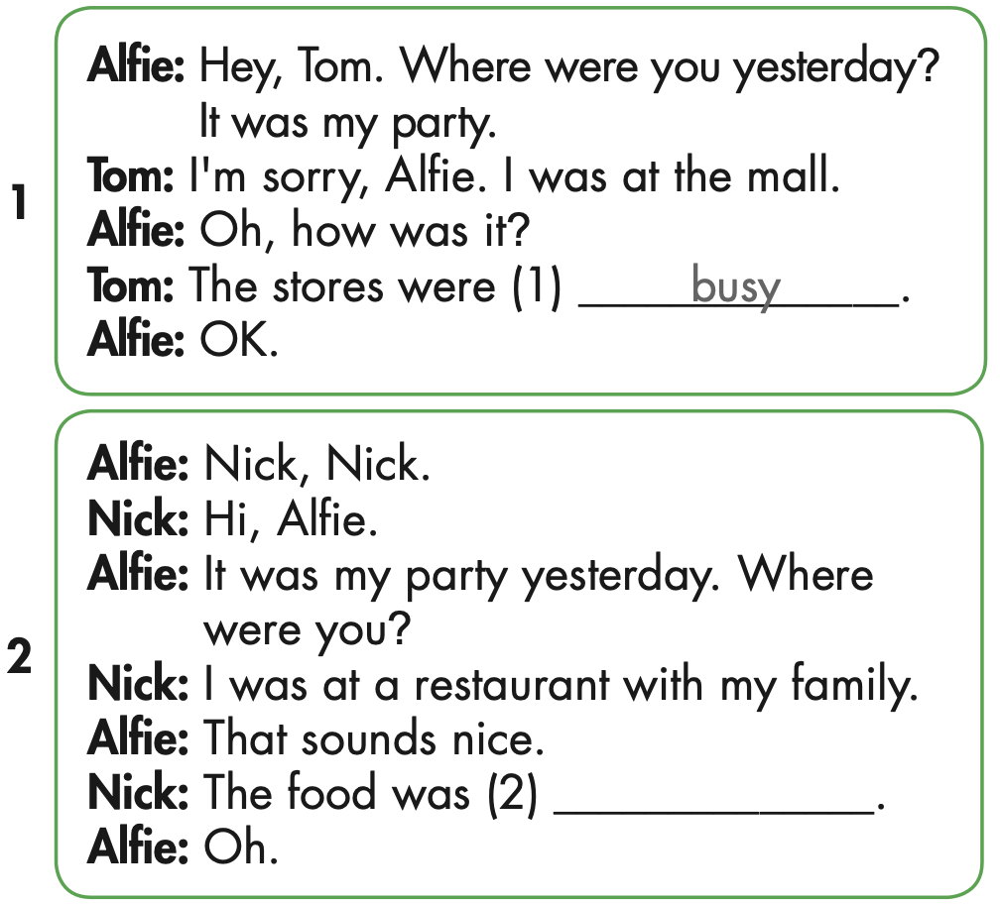 1
Alfie: Hey, Tom. Where were you yesterday?
It was my party.
Tom: I'm sorry, Alfie. I was at the mall.
Alfie: Oh, how was it?
Tom: The stores were (1) ____busy____.
Alfie: OK.
2
Alfie: Nick, Nick.
Nick: Hi, Alfie.
Alfie: It was my party yesterday. Where
were you?
Nick: I was at a restaurant with my family.
Alfie: That sounds nice.
Nick: The food was (2) ____________.
Alfie: Oh.